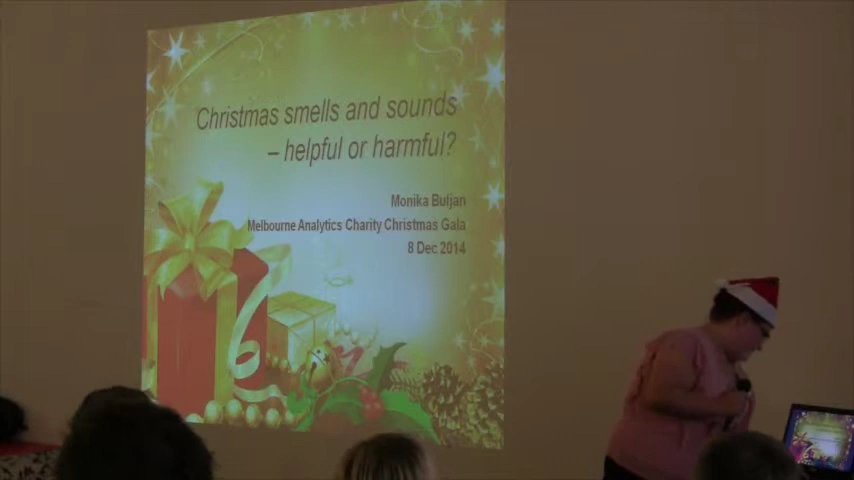 Christmas smells and sounds
– helpful or harmful?
Monika Buljan
Melbourne Analytics Charity Christmas Gala
8 Dec 2014